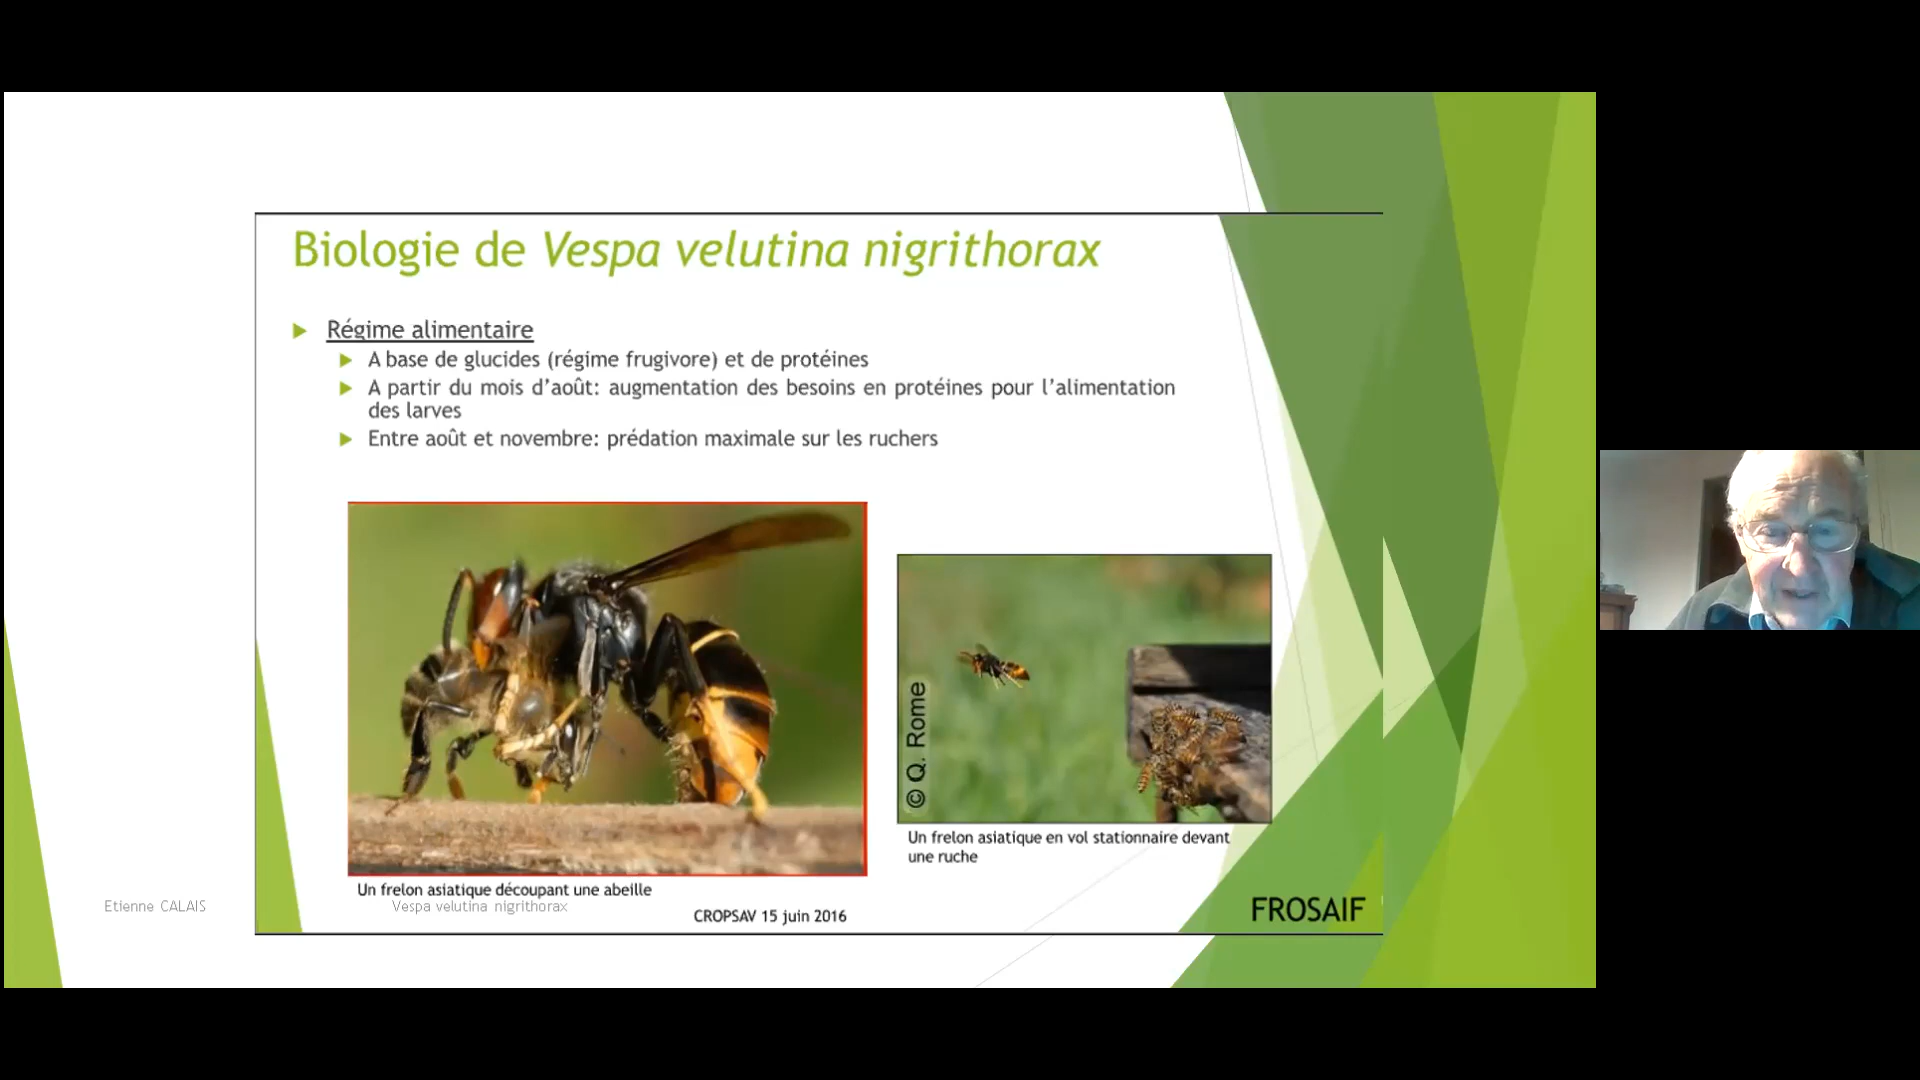 Biologie de Vespa velutina nigrithorax
Régime alimentaire
A base de glucides (régime frugivore) et de protéines
A partir du mois d’août: augmentation des besoins en protéines pour l’alimentation
des larves
Entre août et novembre: prédation maximale sur les ruchers
© Q. Rome
Un frelon asiatique en vol stationnaire devant
une ruche
Un frelon asiatique découpant une abeille
Etienne CALAIS
Vespa velutina nigrithorax
CROPSAV 15 juin 2016
FROSAIF